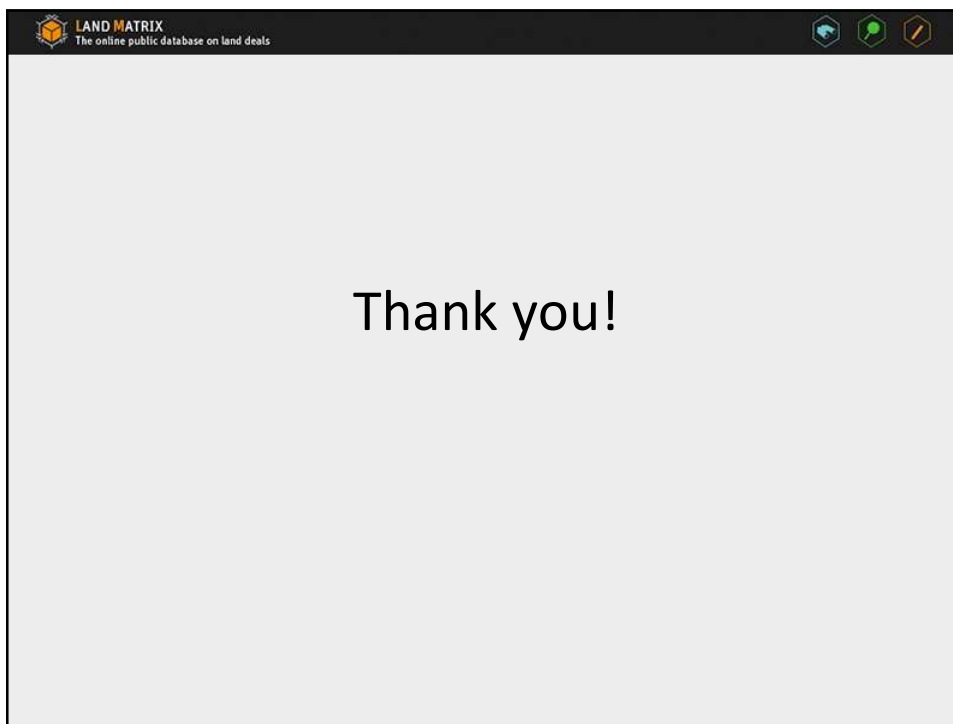 LAND MATRIX
The online public database on land deals
Thank you!